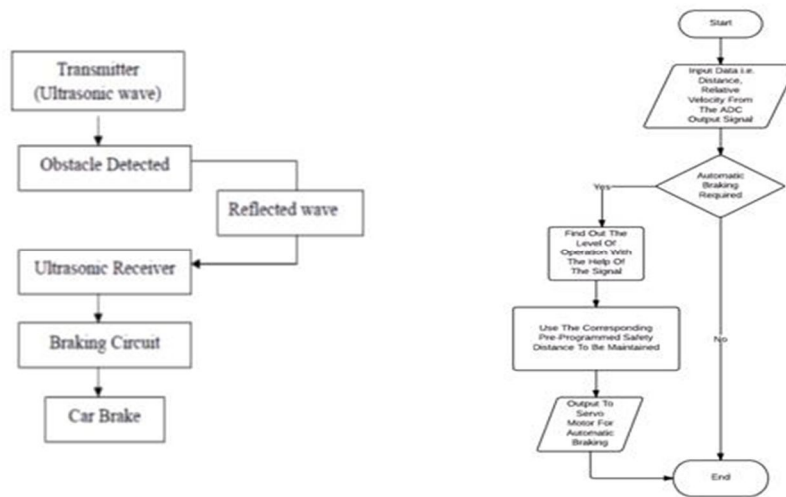 Transmitter
(Ultrasonic wave)
Obstacle Detected
Reflected wave
Ultrasonic Receiver
Braking Circuit
Car Brake
Start
Input Data i.e.
Distance,
Relative
Velocity From
The ADC
Output Signal
Automatic
Braking
Required
Yes
Find Out The
Level Of
Operation With
The Help Of
The Signal
Use The Corresponding
Pre-Programmed Safety
Distance To Be Maintained
No
Output To
Servo
Motor For
Automatic
Braking
End